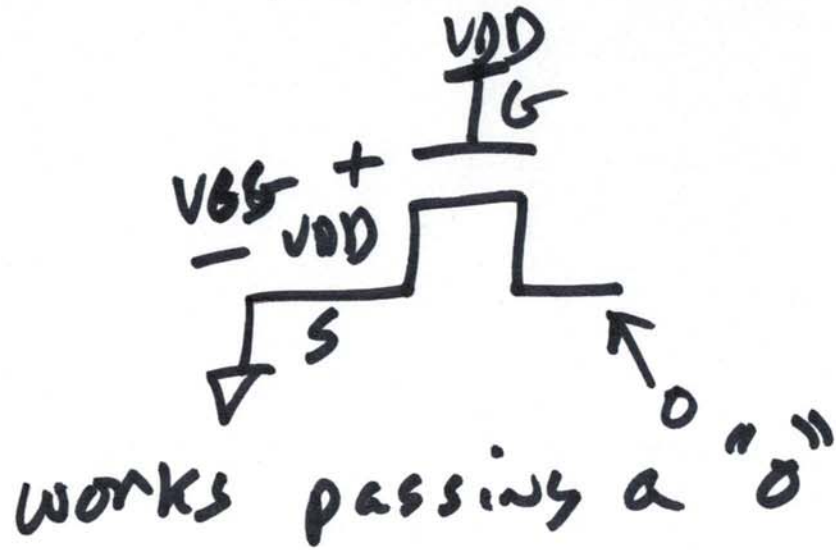 VDD
G
VGS +
- VDD
S
0
works passing a "0"